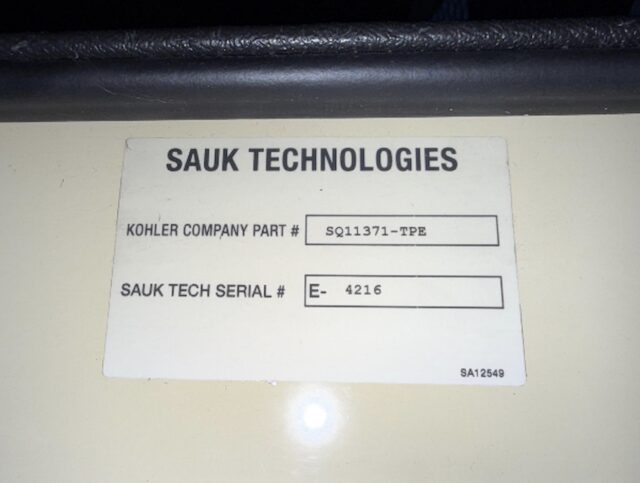 SAUK TECHNOLOGIES
KOHLER COMPANY PART # SQ11371-TPE
SAUK TECH SERIAL # E- 4216
SA12549